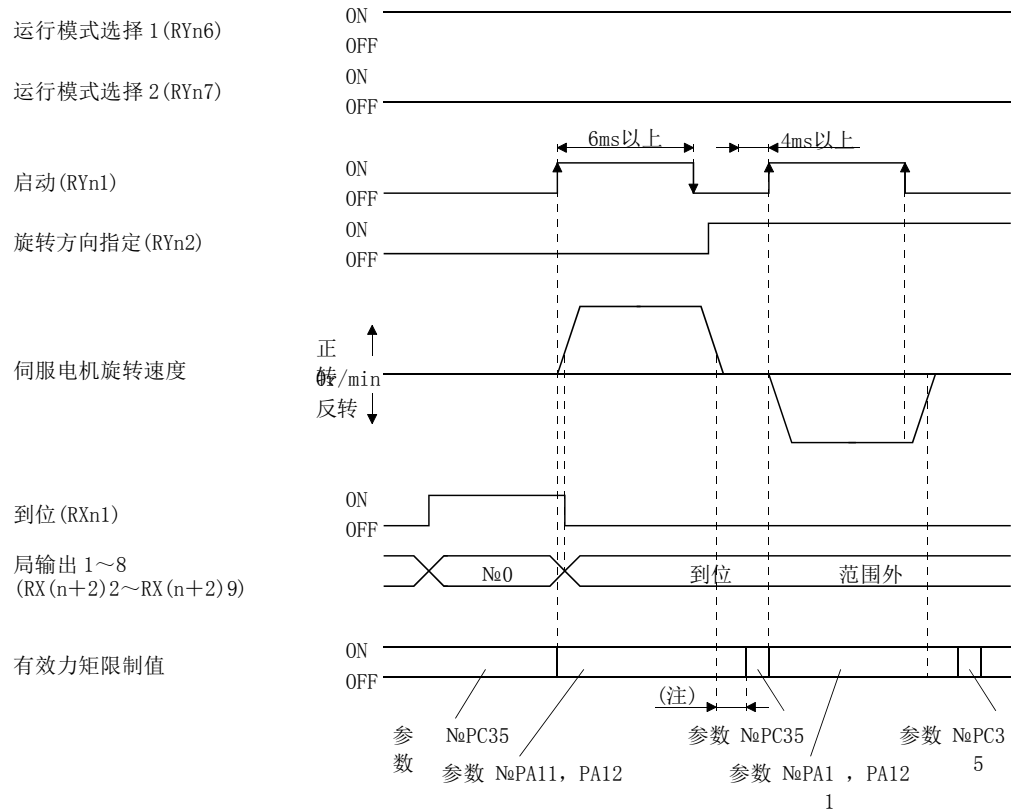 运行模式选择 1(RYn6)
ON
OFF
运行模式选择 2(RYn7)
ON
OFF
6ms以上
4ms以上
启动(RYn1)
ON
OFF
旋转方向指定(RYn2)
ON
OFF
伺服电机旋转速度
正
转
0r/min
反转
到位(RXn1)
ON
OFF
局输出 1～8
(RX(n＋2)2～RX(n＋2)9)
№0
到位
范围外
有效力矩限制值
ON
OFF
(注)
参
数
№PC35
参数 №PA11, PA12
参数 №PC35
参数 №PA1 , PA12
1
参数 №PC3
5